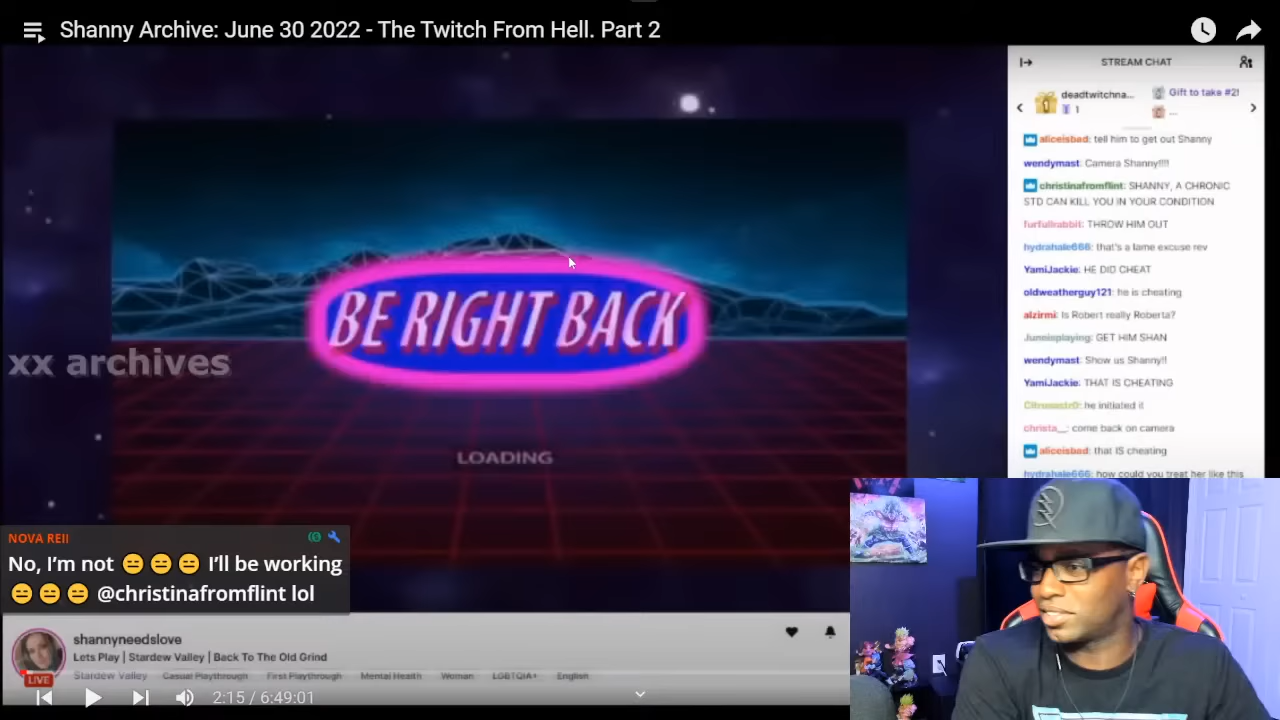 Shanny Archive: June 30 2022 - The Twitch From Hell. Part 2
STREAM CHAT
deadtwitchna...
1
Gift to take #2!
...
aliceisbad: tell him to get out Shanny
wendymast: Camera Shanny!!!!
christinafromflint: SHANNY, A CHRONIC
STD CAN KILL YOU IN YOUR CONDITION
furfullrabbit: THROW HIM OUT
hydrahale666: that's a lame excuse rev
YamiJackie: HE DID CHEAT
oldweatherguy121: he is cheating
alzirmi: Is Robert really Roberta?
Junoisplaying: GET HIM SHAN
wendymast: Show us Shanny!!
YamiJackie: THAT IS CHEATING
he initiated it
christa__: come back on camera
aliceisbad: that IS cheating
hydrahale666: how could you treat her like this
BE RIGHT BACK
xx archives
LOADING
NOVA REII
No, I’m not 😑 😑 😑 I’ll be working
😑 😑 😑 @christinafromflint lol
shannyneedslove
Lets Play | Stardew Valley | Back To The Old Grind
LIVE
Stardew Valley Casual Playthrough First Playthrough Mental Health Woman LGBTQIA+ English
2:15 / 6:49:01